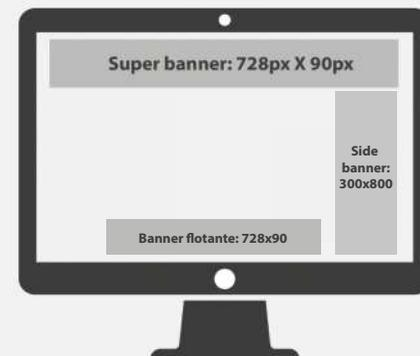 Super banner: 728px X 90px
Side
banner:
300x800
Banner flotante: 728x90